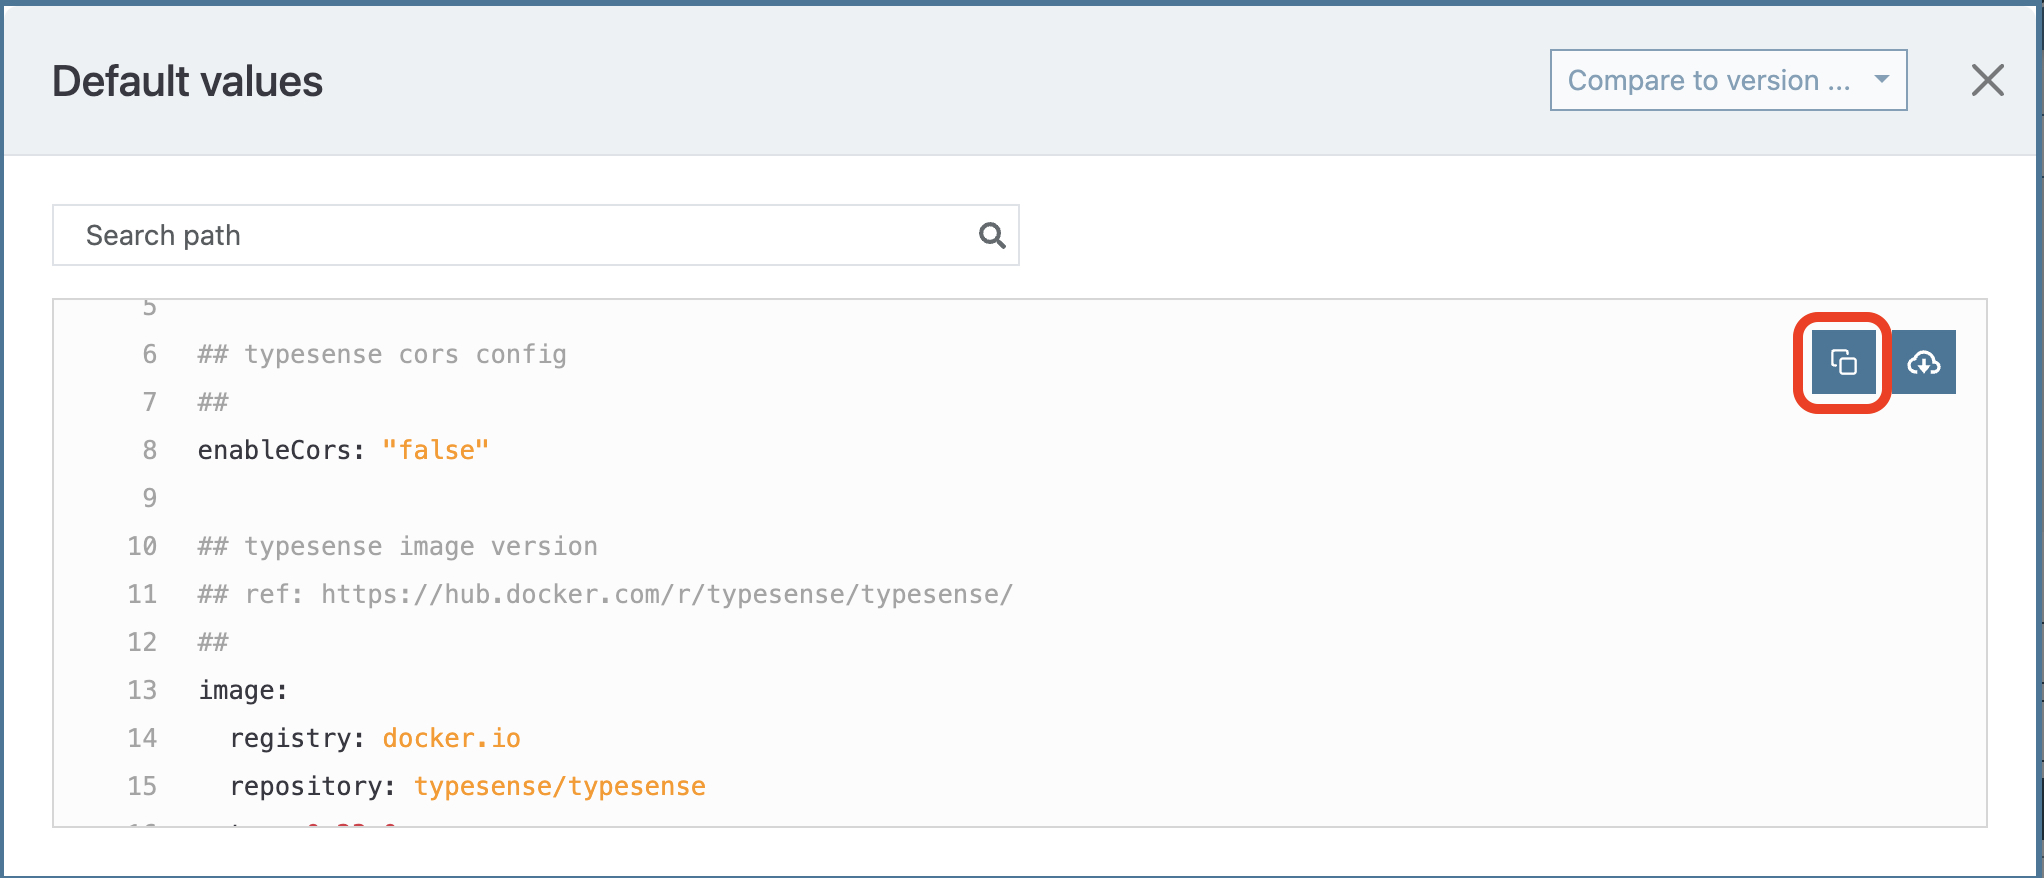 Default values
Compare to version ...
Search path
5
6 ## typesense cors config
7 ##
8 enableCors: "false"
9
10 ## typesense image version
11 ## ref: https://hub.docker.com/r/typesense/typesense/
12 ##
13 image:
14 registry: docker.io
15 repository: typesense/typesense